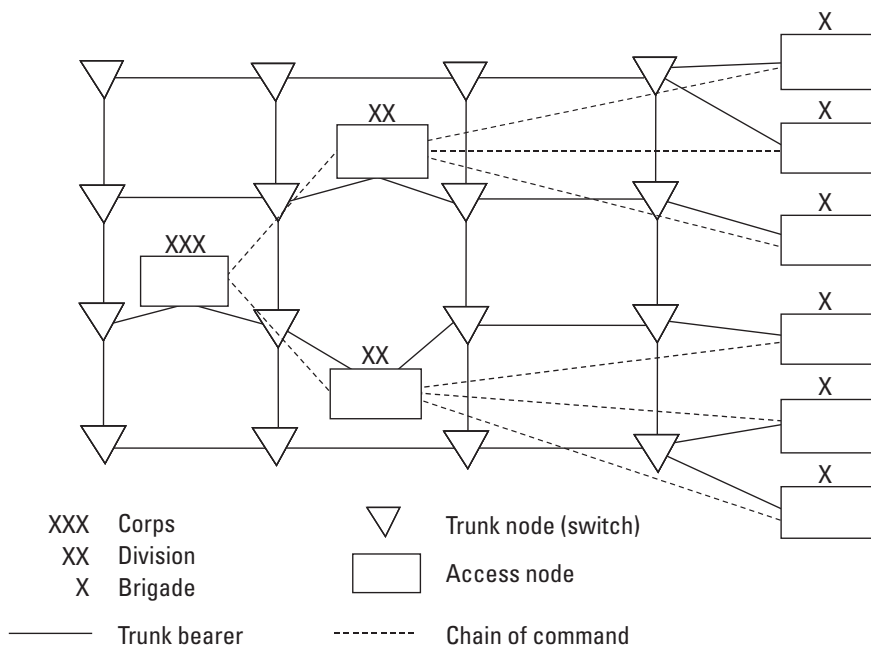 X
X
XX
X
XXX
X
XX
X
X
XXX Corps
XX Division
X Brigade
Trunk node (switch)
Access node
Trunk bearer
Chain of command